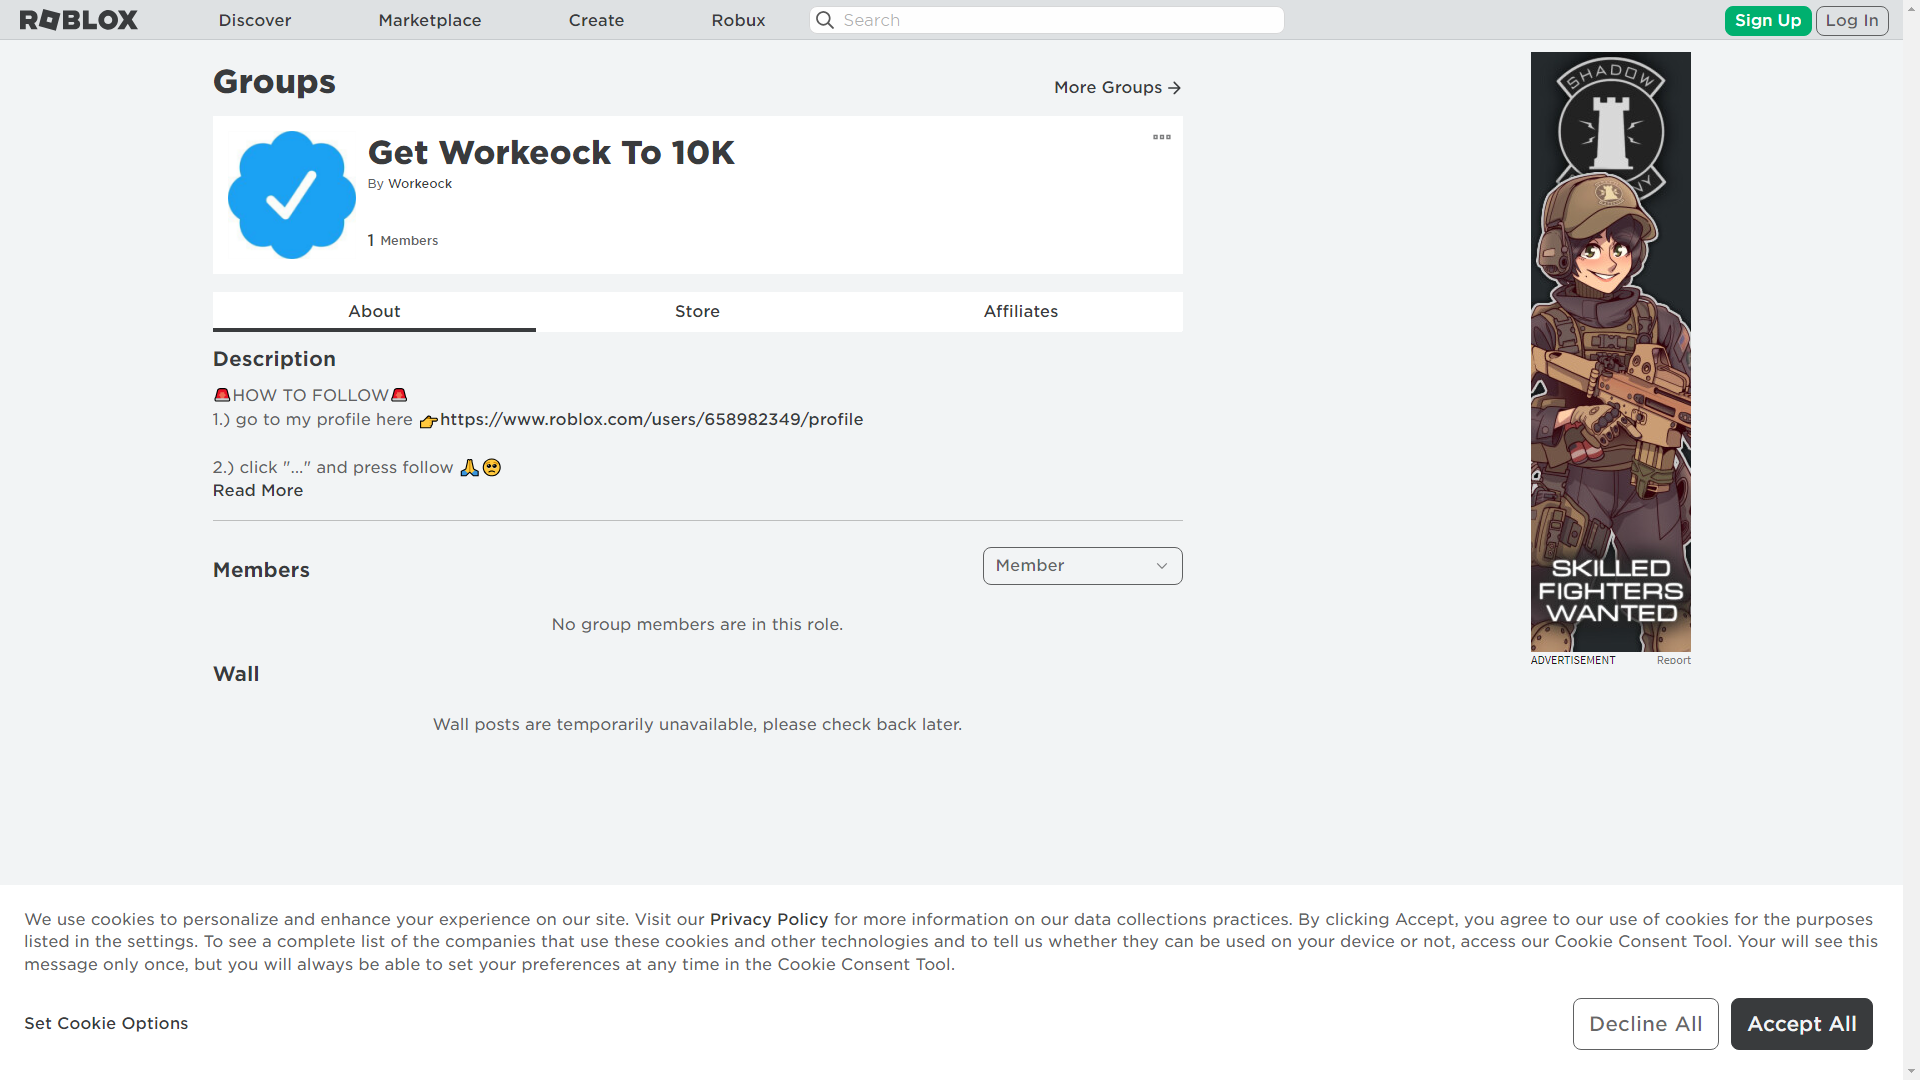 ROBLOX
Discover
Marketplace
Create
Robux
Search
Sign Up
Log In
Groups
More Groups
Get Workeock To 10K
By Workeock
1 Members
About
Store
Affiliates
Description
🚨HOW TO FOLLOW🚨
1.) go to my profile here 👉https://www.roblox.com/users/658982349/profile
2.) click "..." and press follow 🙏🥺
Read More
Members
Member
No group members are in this role.
Wall
Wall posts are temporarily unavailable, please check back later.
SHADOW
SKILLED
FIGHTERS
WANTED
ADVERTISEMENT
Report
We use cookies to personalize and enhance your experience on our site. Visit our Privacy Policy for more information on our data collections practices. By clicking Accept, you agree to our use of cookies for the purposes
listed in the settings. To see a complete list of the companies that use these cookies and other technologies and to tell us whether they can be used on your device or not, access our Cookie Consent Tool. Your will see this
message only once, but you will always be able to set your preferences at any time in the Cookie Consent Tool.
Set Cookie Options
Decline All
Accept All